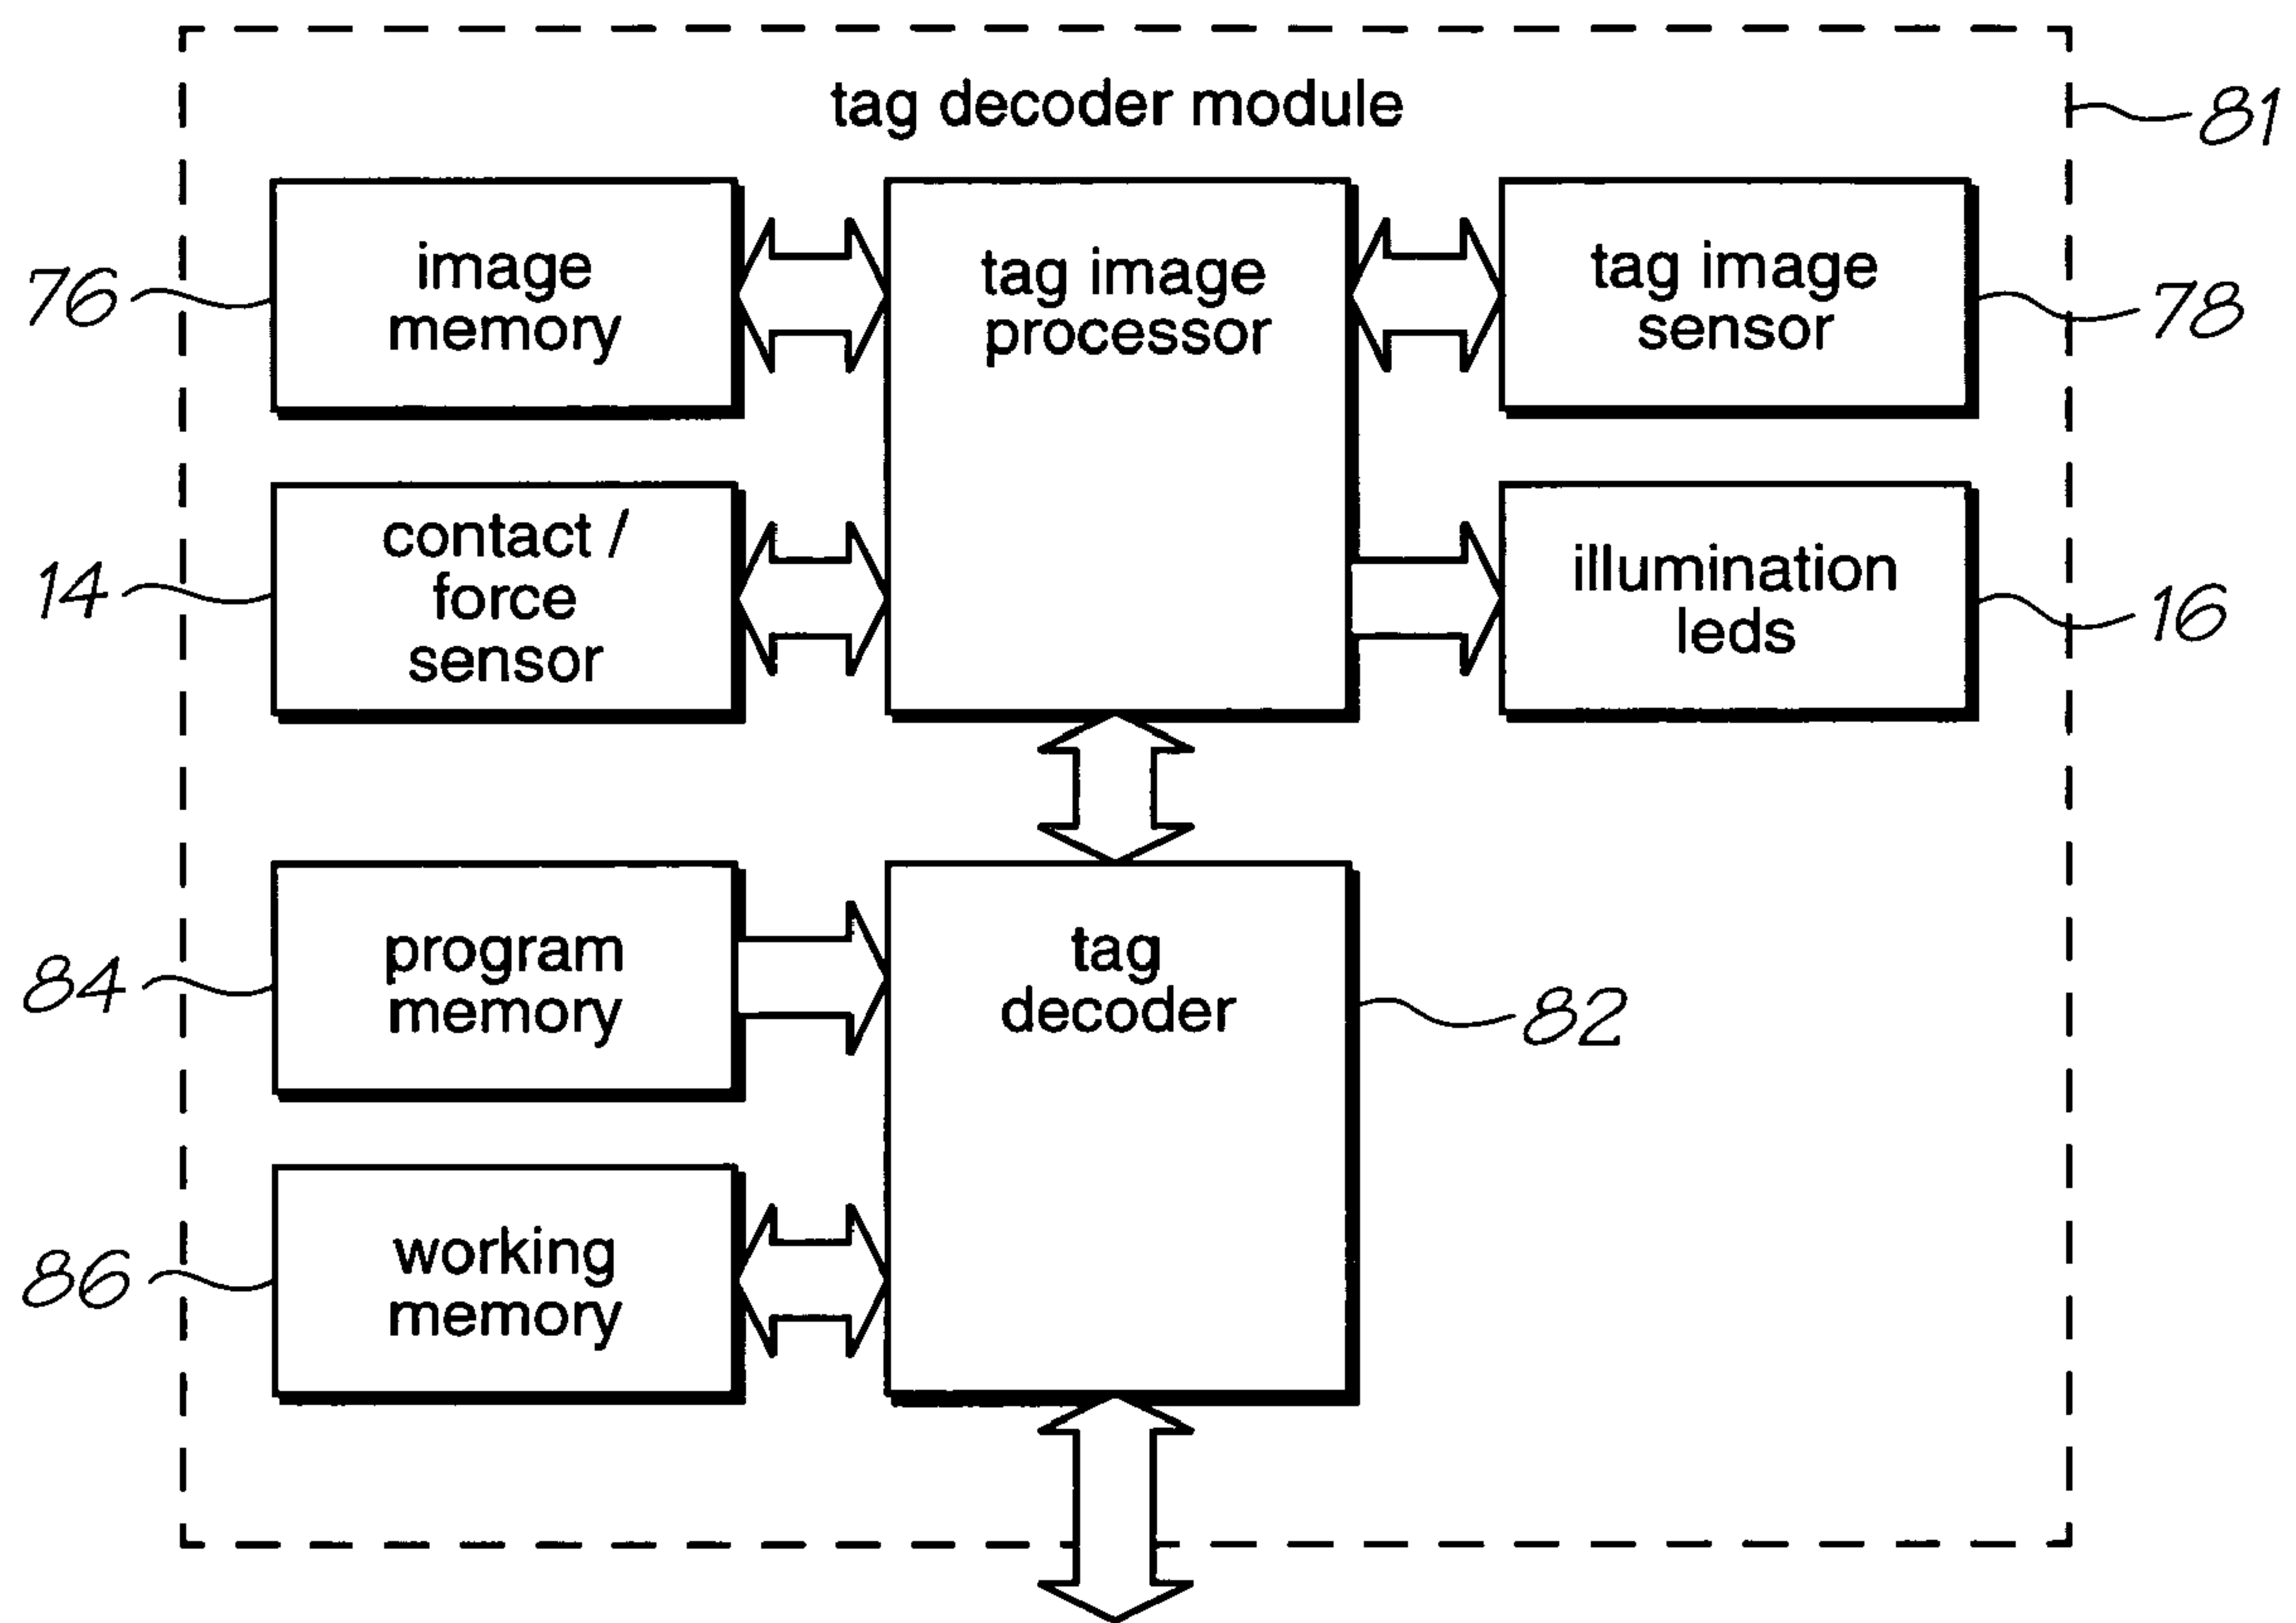 tag decoder module
81
76
image
memory
tag image
processor
tag image
sensor
78
14
contact /
force
sensor
illumination
leds
16
84
program
memory
tag
decoder
82
86
working
memory